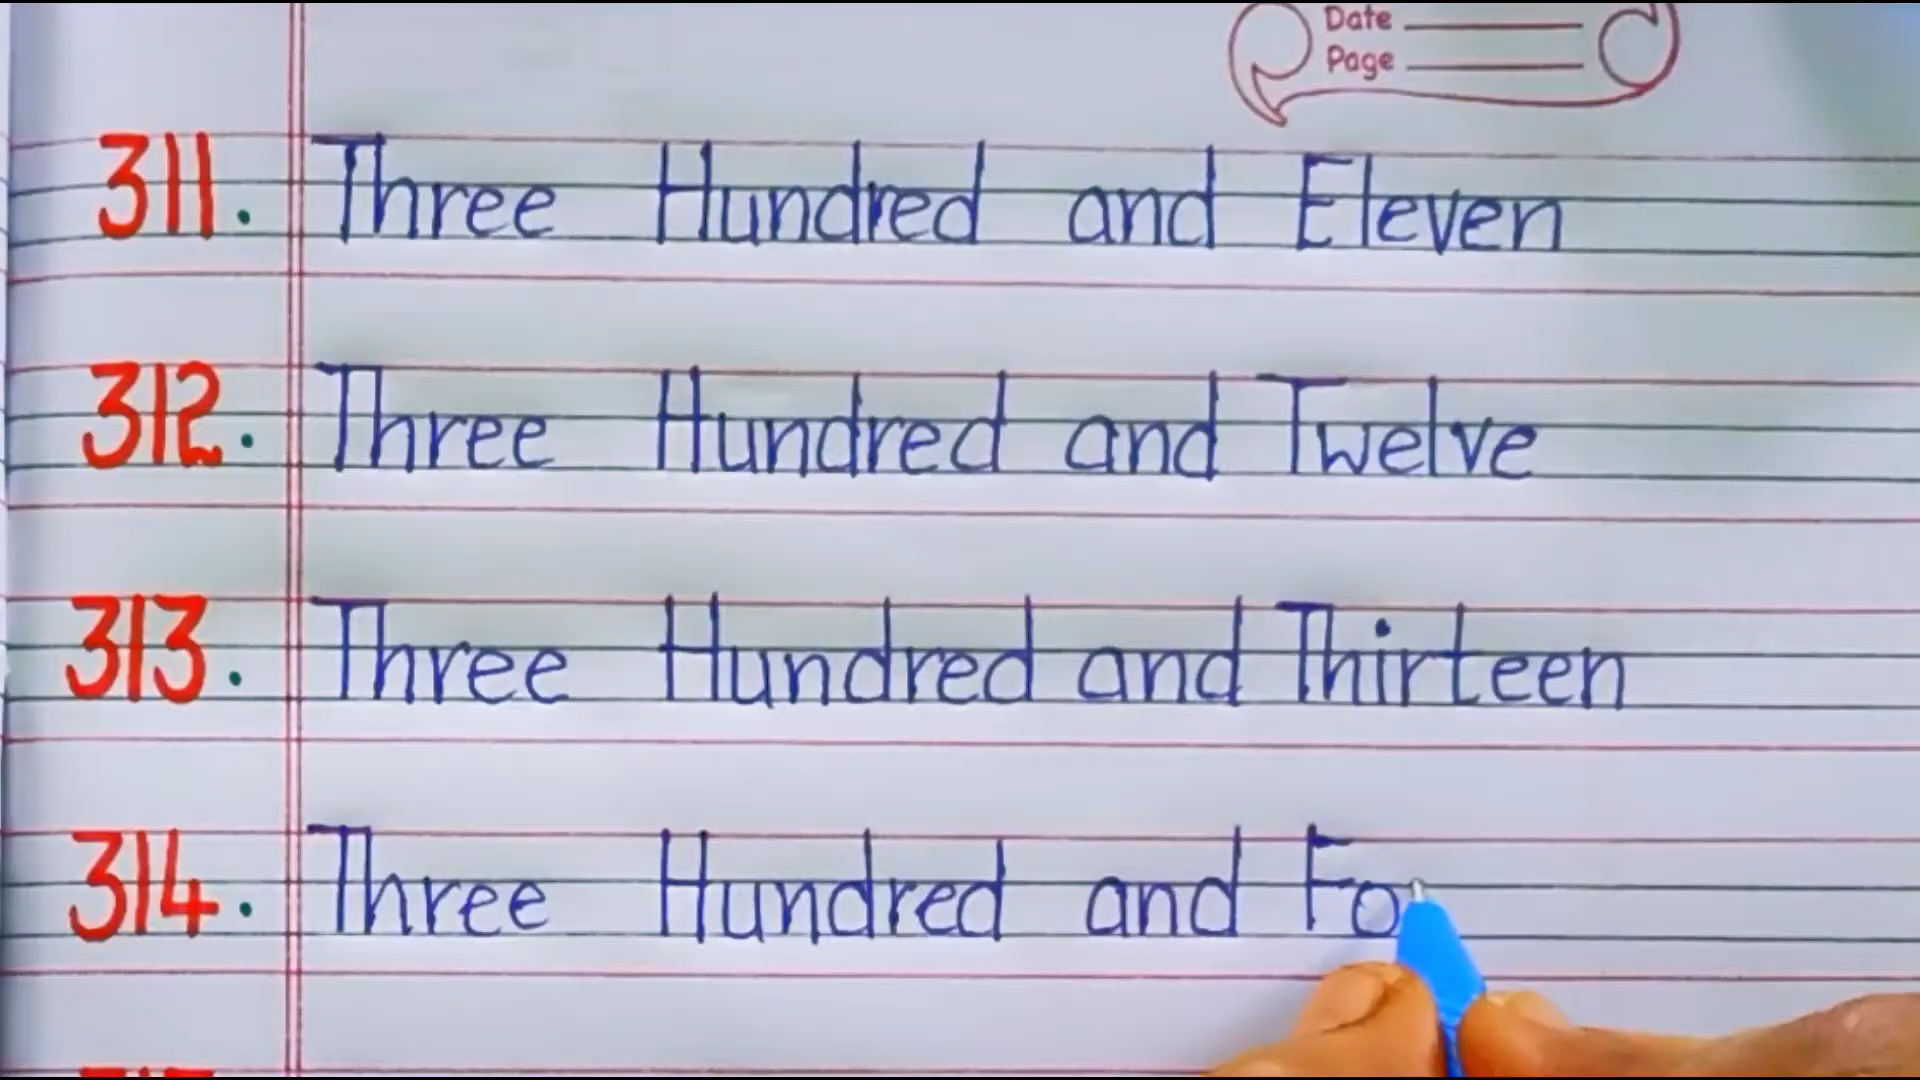 Date
Page
311. Three Hundred and Eleven
312. Three Hundred and Twelve
313. Three Hundred and Thirteen
314. Three Hundred and Fo